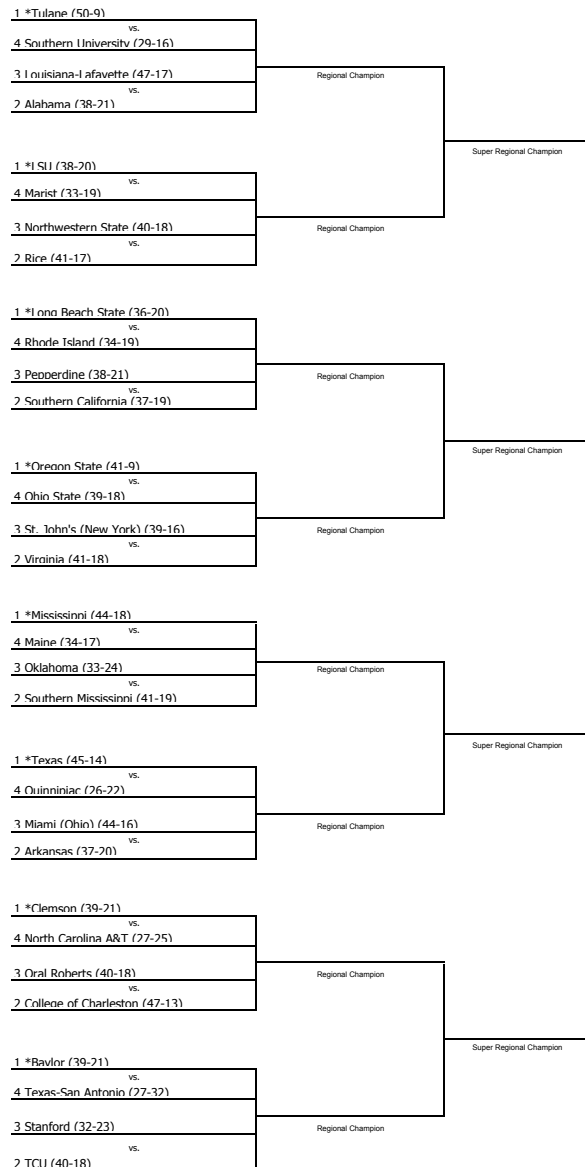 1 *Tulane (50-9)
vs.
4 Southern University (29-16)
3 Louisiana-Lafayette (47-17)
Regional Champion
vs.
2 Alabama (38-21)
Super Regional Champion
1 *LSU (38-20)
vs.
4 Marist (33-19)
3 Northwestern State (40-18)
Regional Champion
vs.
2 Rice (41-17)
1 *Long Beach State (36-20)
vs.
4 Rhode Island (34-19)
3 Pepperdine (38-21)
Regional Champion
vs.
2 Southern California (37-19)
Super Regional Champion
1 *Oregon State (41-9)
vs.
4 Ohio State (39-18)
3 St. John's (New York) (39-16)
Regional Champion
vs.
2 Virginia (41-18)
1 *Mississippi (44-18)
vs.
4 Maine (34-17)
3 Oklahoma (33-24)
Regional Champion
vs.
2 Southern Mississippi (41-19)
Super Regional Champion
1 *Texas (45-14)
vs.
4 Quinnipiac (26-22)
3 Miami (Ohio) (44-16)
Regional Champion
vs.
2 Arkansas (37-20)
1 *Clemson (39-21)
vs.
4 North Carolina A&T (27-25)
3 Oral Roberts (40-18)
Regional Champion
vs.
2 College of Charleston (47-13)
Super Regional Champion
1 *Baylor (39-21)
vs.
4 Texas-San Antonio (27-32)
3 Stanford (32-23)
Regional Champion
vs.
2 TCU (40-18)